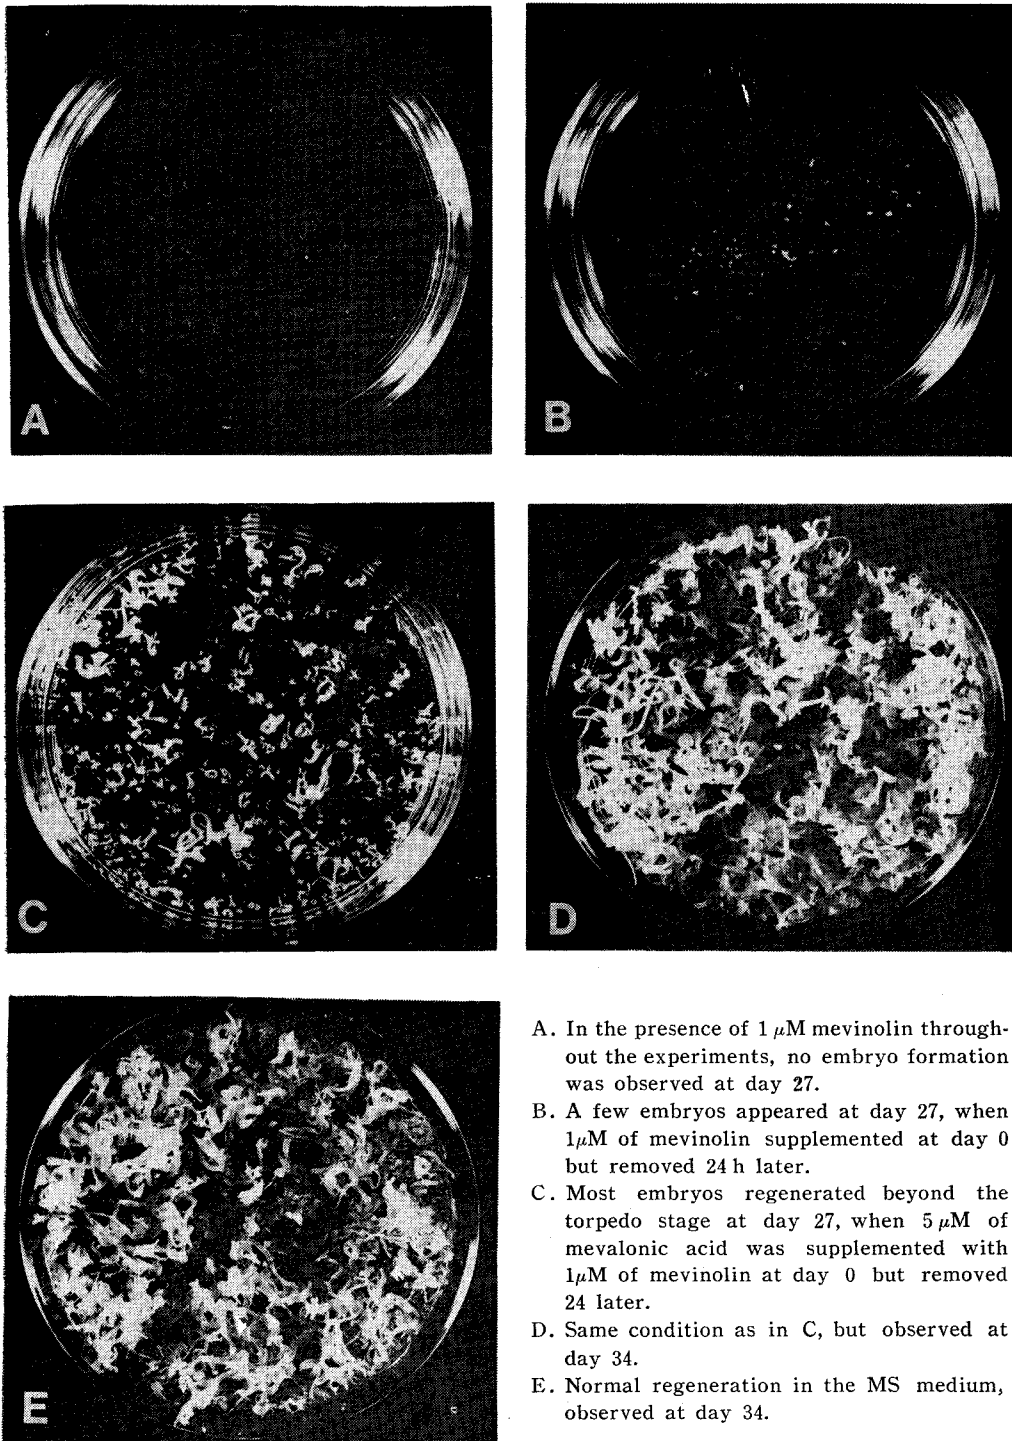 A
B
C
D
E
A. In the presence of 1 μM mevinolin through-
out the experiments, no embryo formation
was observed at day 27.
B. A few embryos appeared at day 27, when
1μM of mevinolin supplemented at day 0
but removed 24 h later.
C. Most embryos regenerated beyond the
torpedo stage at day 27, when 5 μM of
mevalonic acid was supplemented with
1μM of mevinolin at day 0 but removed
24 later.
D. Same condition as in C, but observed at
day 34.
E. Normal regeneration in the MS medium,
observed at day 34.